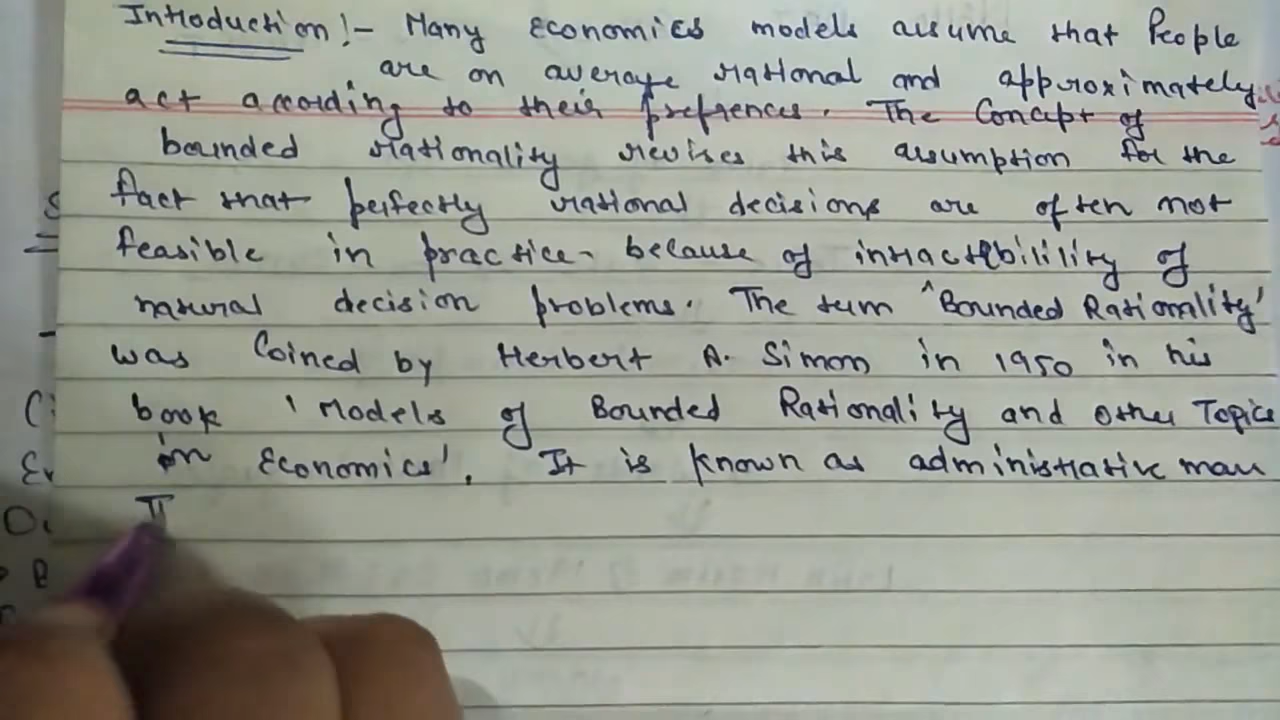 Introduction :- Many Economics models assume that People
are on average rational and approximately
act according to their prefrences. The Concept of
bounded rationality revises this assumption for the
fact that perfectly rational decisions are often not
feasible in practice- because of intractibilility of
natural decision problems. The term 'Bounded Rationality'
was Coined by Herbert A. Simon in 1950 in his
book 'Models of Bounded Rationality and Other Topics
in Economics'. It is known as administrative man